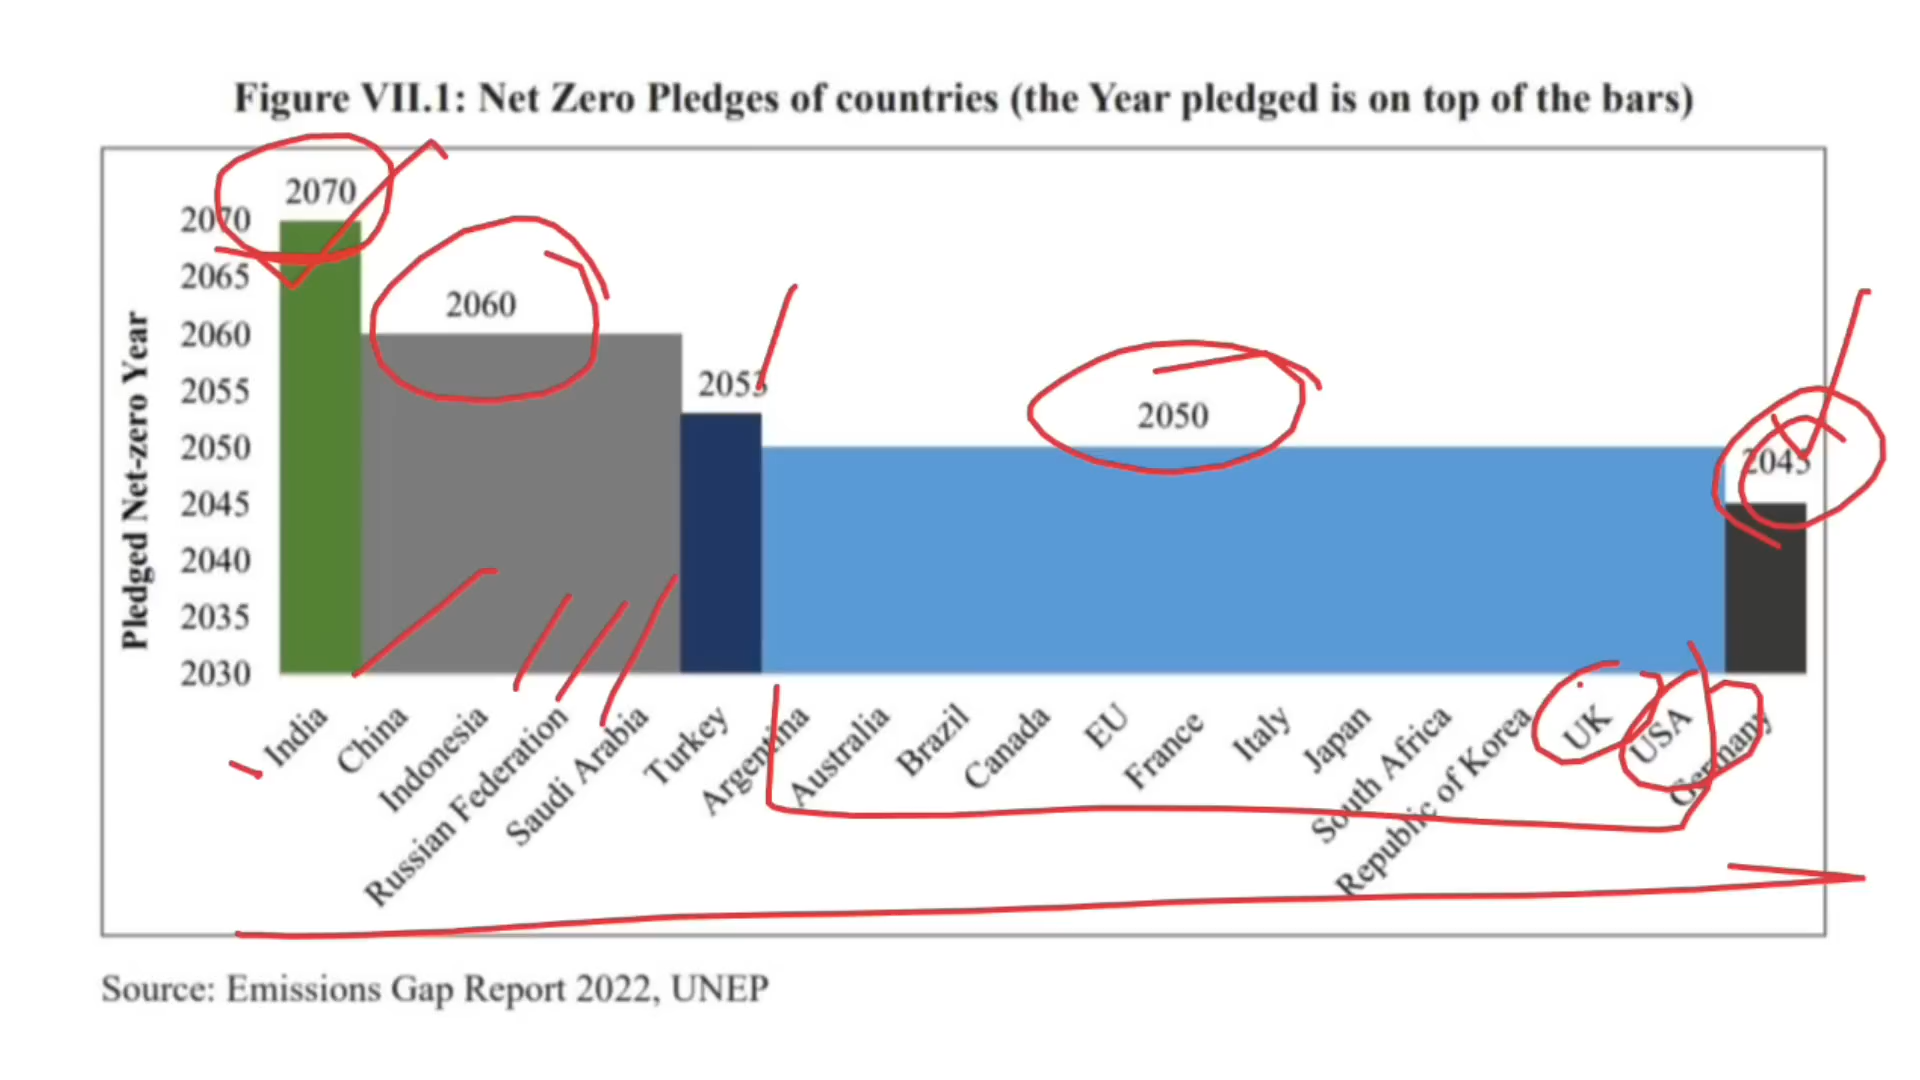 Figure VII.1: Net Zero Pledges of countries (the Year pledged is on top of the bars)
2070
2060
2053
2050
2045
Pledged Net-zero Year
2070
2065
2060
2055
2050
2045
2040
2035
2030
India
China
Indonesia
Russian Federation
Saudi Arabia
Turkey
Argentina
Australia
Brazil
Canada
EU
France
Italy
Japan
South Africa
Republic of Korea
UK
USA
Germany
Source: Emissions Gap Report 2022, UNEP